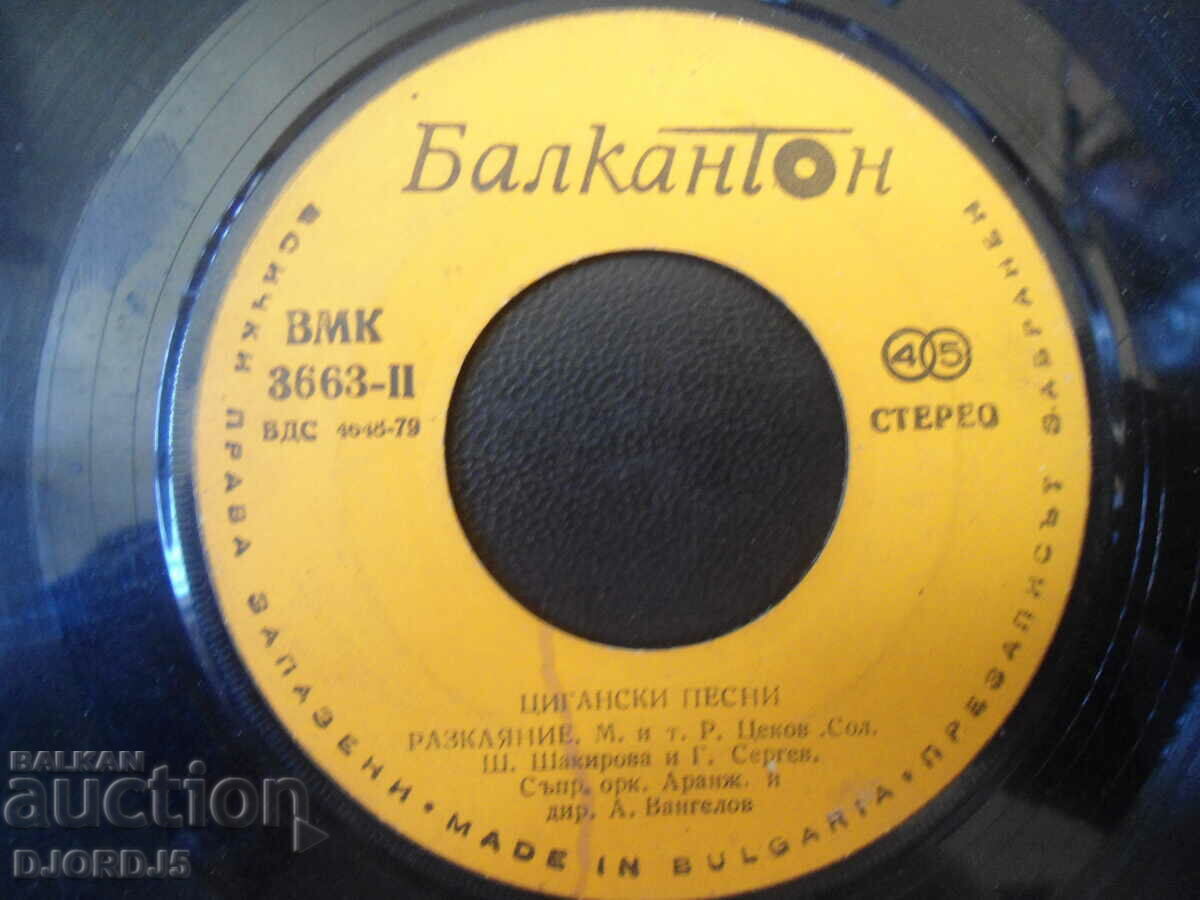 Балкантон
ВСИЧКИ ПРАВА ЗАПАЗЕНИ • MADE IN BULGARIA • ПРЕЗАПИСЪТ ЗАБРАНЕН
ВМК
3663-II
ВДС 4645-79
45
СТЕРЕО
ЦИГАНСКИ ПЕСНИ
РАЗКАЯНИЕ. М. и т. Р. Цеков .Сол.
Ш. Шакирова и Г. Сергев.
Съпр. орк. Аранж. и
дир. А. Вангелов
BALKAN
auction
DJORDJ5